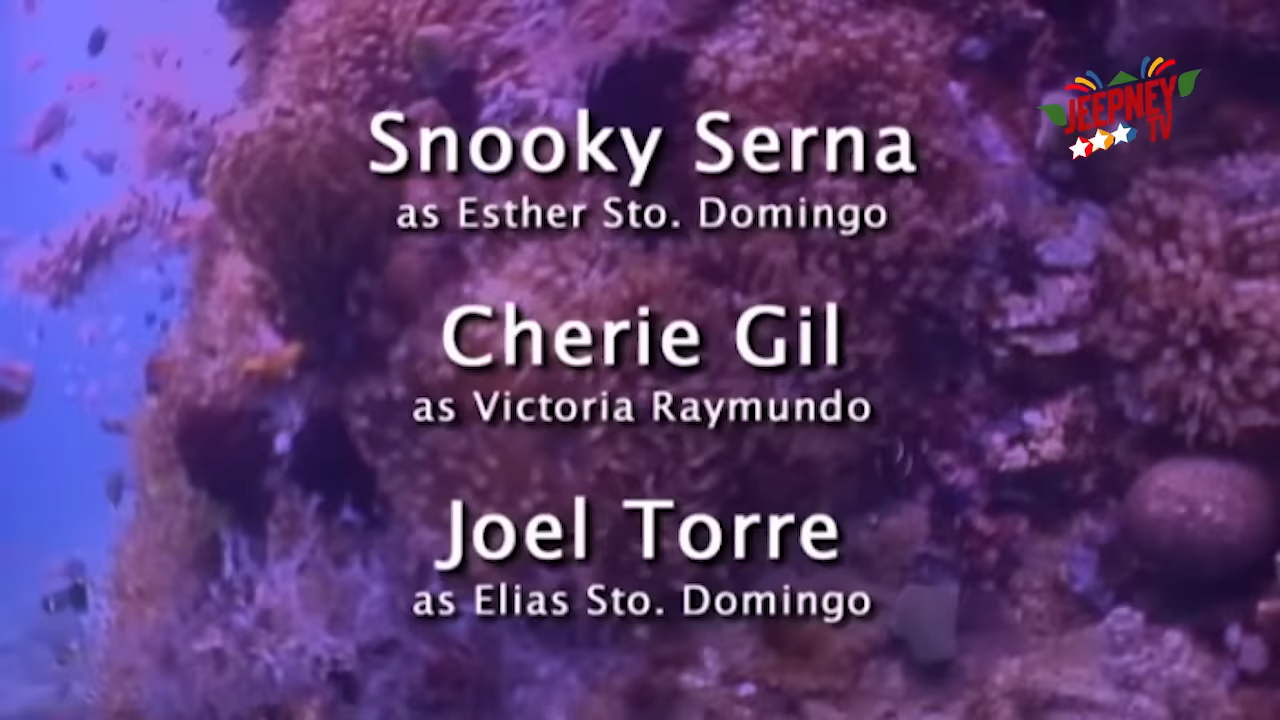 JEEPNEY
TV
Snooky Serna
as Esther Sto. Domingo
Cherie Gil
as Victoria Raymundo
Joel Torre
as Elias Sto. Domingo